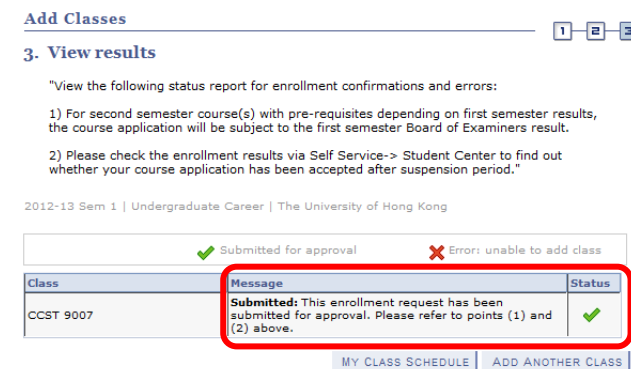 Add Classes
1 2 3
3. View results
"View the following status report for enrollment confirmations and errors:
1) For second semester course(s) with pre-requisites depending on first semester results,
the course application will be subject to the first semester Board of Examiners result.
2) Please check the enrollment results via Self Service-> Student Center to find out
whether your course application has been accepted after suspension period."
2012-13 Sem 1 | Undergraduate Career | The University of Hong Kong
Submitted for approval Error: unable to add class
Class Message Status
CCST 9007 Submitted: This enrollment request has been
submitted for approval. Please refer to points (1) and
(2) above.
MY CLASS SCHEDULE ADD ANOTHER CLASS